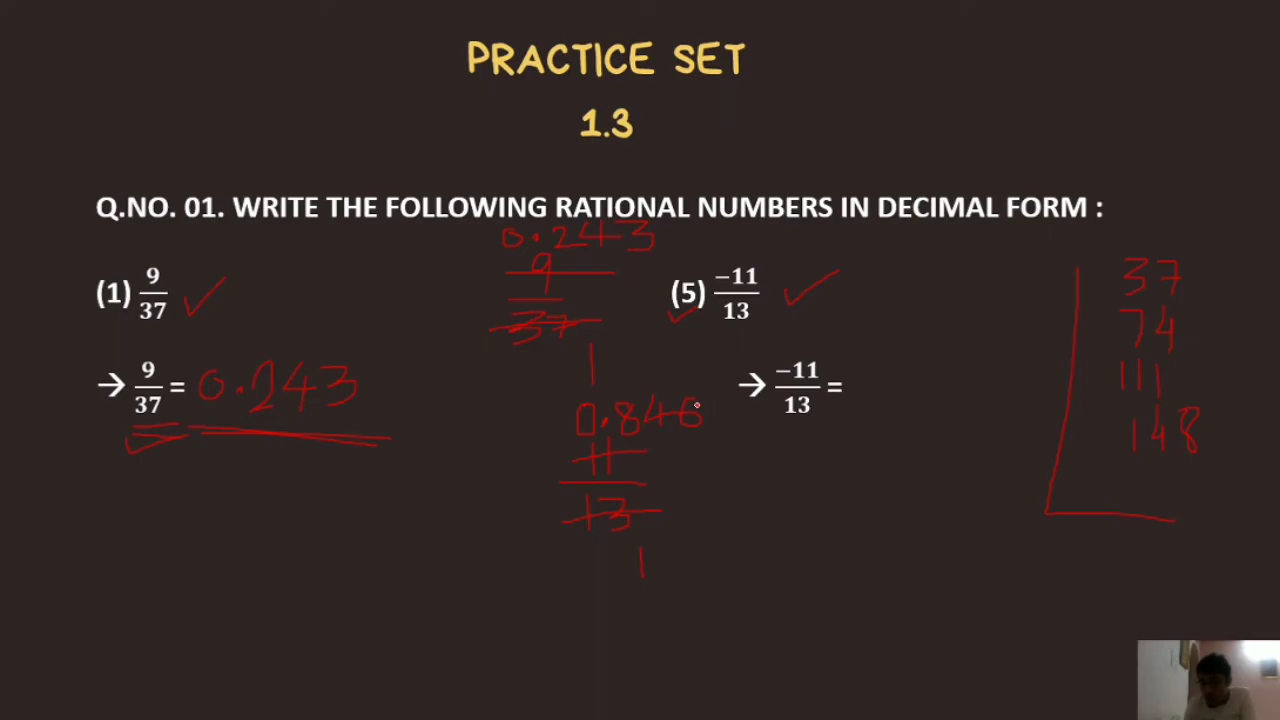 PRACTICE SET
1.3
Q.NO. 01. WRITE THE FOLLOWING RATIONAL NUMBERS IN DECIMAL FORM :
0.243
9
37
1
(1) 9/37 ✓
(5) -11/13 ✓
→ 9/37 = 0.243
0.846
11
13
1
→ -11/13 =
37
74
111
148